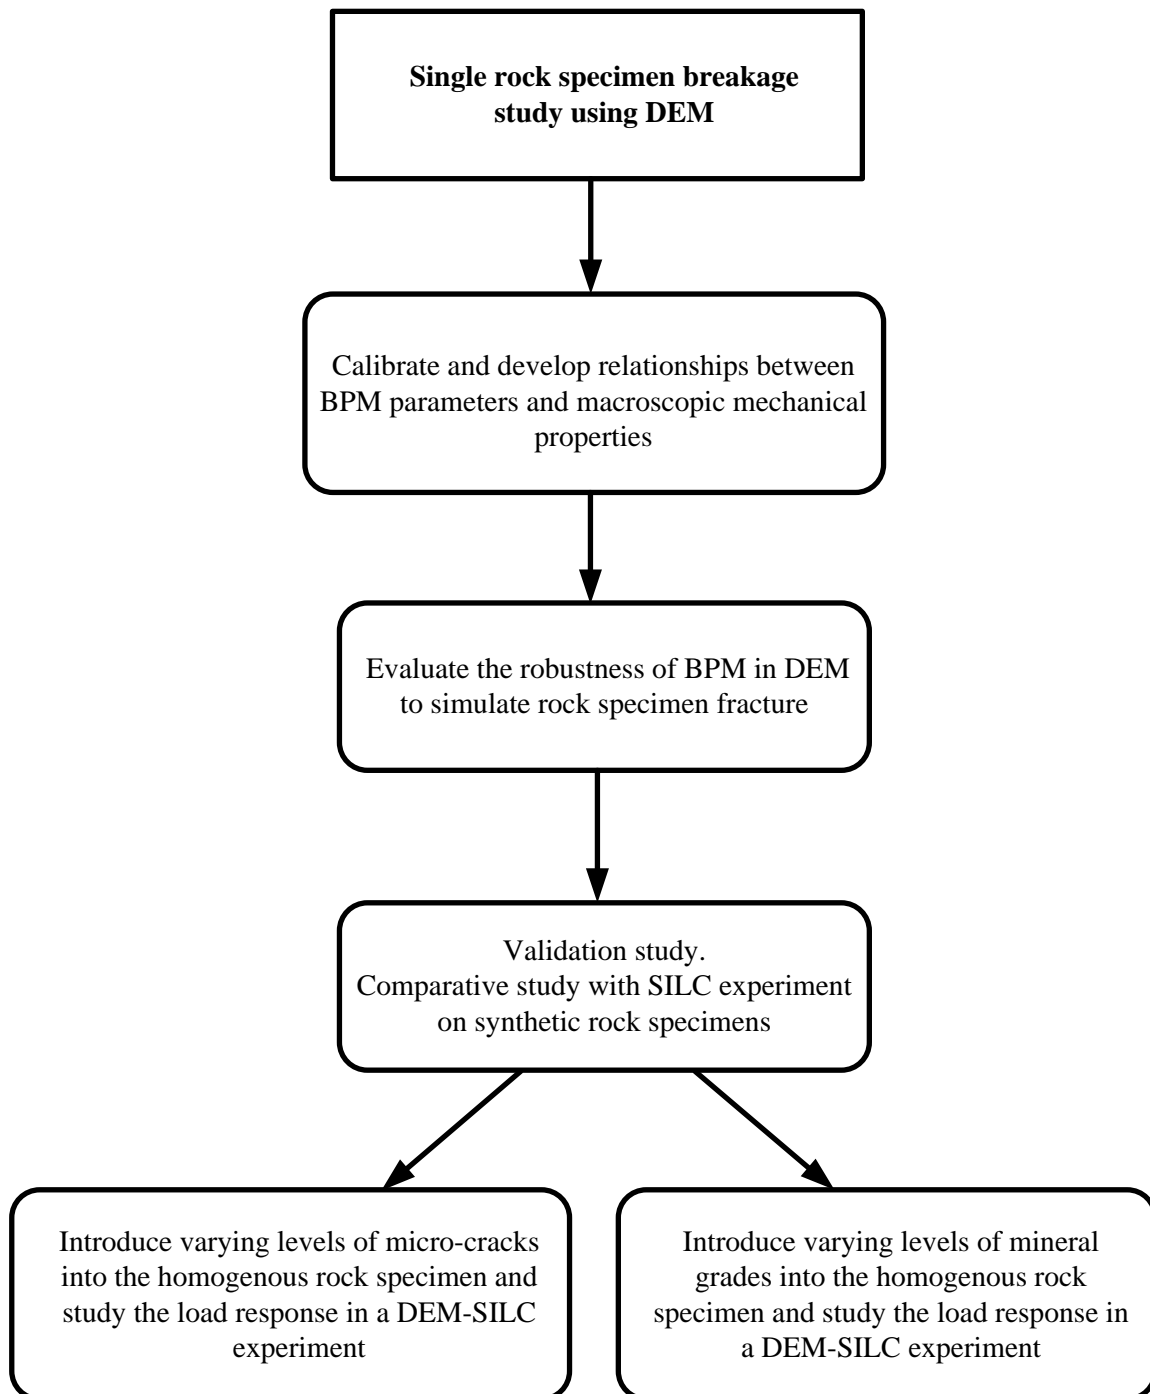 Single rock specimen breakage
study using DEM
Calibrate and develop relationships between
BPM parameters and macroscopic mechanical
properties
Evaluate the robustness of BPM in DEM
to simulate rock specimen fracture
Validation study.
Comparative study with SILC experiment
on synthetic rock specimens
Introduce varying levels of micro-cracks
into the homogenous rock specimen and
study the load response in a DEM-SILC
experiment
Introduce varying levels of mineral
grades into the homogenous rock
specimen and study the load response in
a DEM-SILC experiment